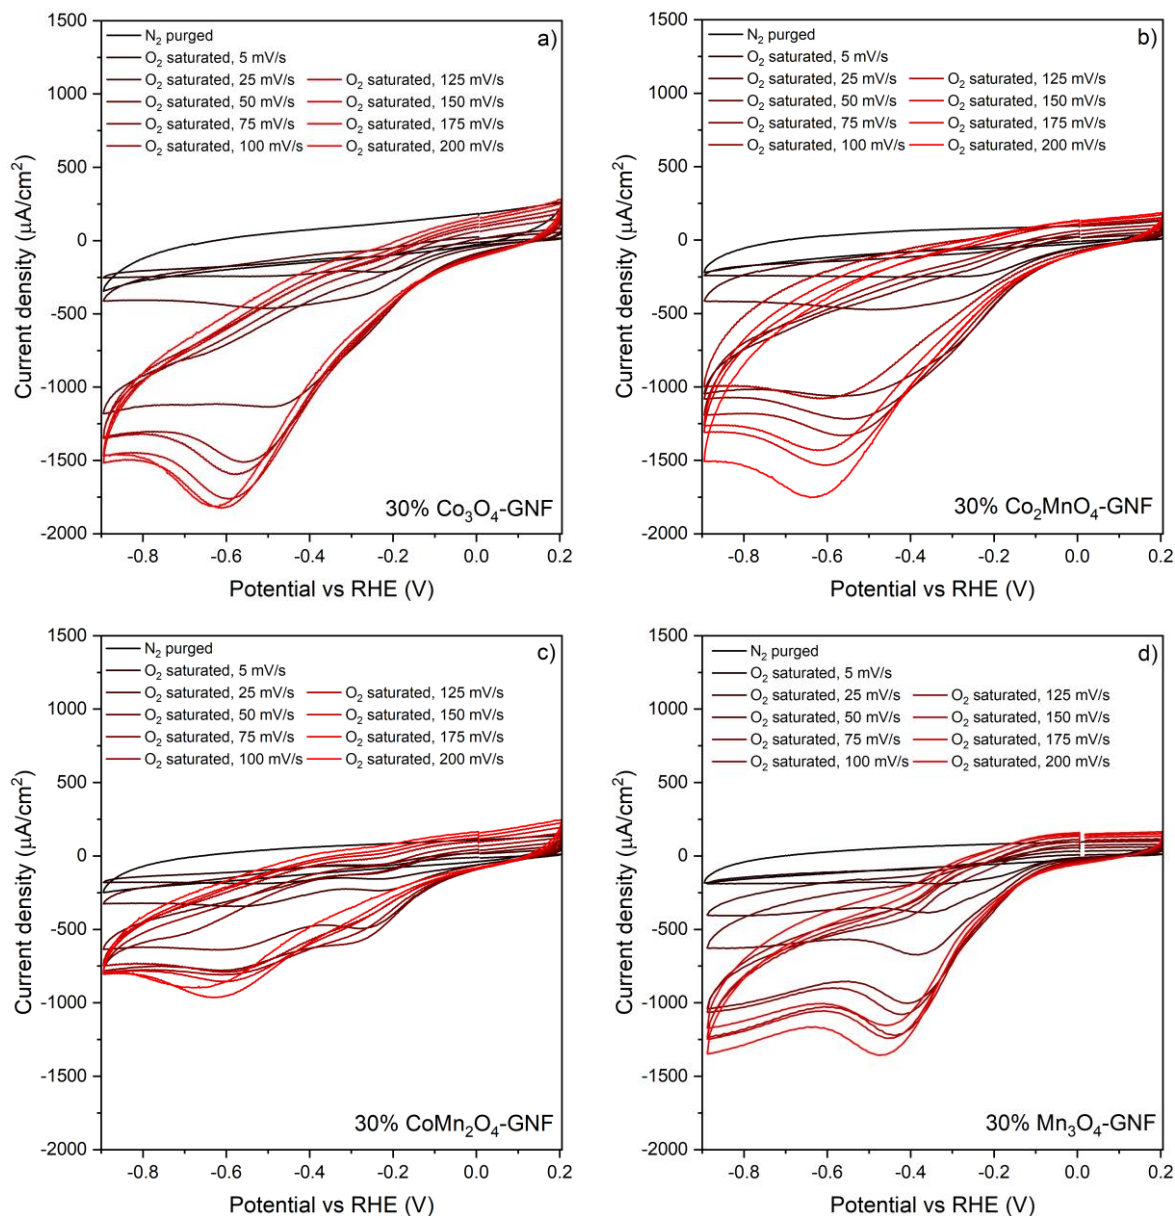 1500
1000
500
0
-500
-1000
-1500
-2000
Current density (µA/cm²)
N₂ purged
O₂ saturated, 5 mV/s
O₂ saturated, 25 mV/s
O₂ saturated, 50 mV/s
O₂ saturated, 75 mV/s
O₂ saturated, 100 mV/s
O₂ saturated, 125 mV/s
O₂ saturated, 150 mV/s
O₂ saturated, 175 mV/s
O₂ saturated, 200 mV/s
a)
30% Co₃O₄-GNF
-0.8 -0.6 -0.4 -0.2 0.0 0.2
Potential vs RHE (V)
1500
1000
500
0
-500
-1000
-1500
-2000
Current density (µA/cm²)
N₂ purged
O₂ saturated, 5 mV/s
O₂ saturated, 25 mV/s
O₂ saturated, 50 mV/s
O₂ saturated, 75 mV/s
O₂ saturated, 100 mV/s
O₂ saturated, 125 mV/s
O₂ saturated, 150 mV/s
O₂ saturated, 175 mV/s
O₂ saturated, 200 mV/s
b)
30% Co₂MnO₄-GNF
-0.8 -0.6 -0.4 -0.2 0.0 0.2
Potential vs RHE (V)
1500
1000
500
0
-500
-1000
-1500
-2000
Current density (µA/cm²)
N₂ purged
O₂ saturated, 5 mV/s
O₂ saturated, 25 mV/s
O₂ saturated, 50 mV/s
O₂ saturated, 75 mV/s
O₂ saturated, 100 mV/s
O₂ saturated, 125 mV/s
O₂ saturated, 150 mV/s
O₂ saturated, 175 mV/s
O₂ saturated, 200 mV/s
c)
30% CoMn₂O₄-GNF
-0.8 -0.6 -0.4 -0.2 0.0 0.2
Potential vs RHE (V)
1500
1000
500
0
-500
-1000
-1500
-2000
Current density (µA/cm²)
N₂ purged
O₂ saturated, 5 mV/s
O₂ saturated, 25 mV/s
O₂ saturated, 50 mV/s
O₂ saturated, 75 mV/s
O₂ saturated, 100 mV/s
O₂ saturated, 125 mV/s
O₂ saturated, 150 mV/s
O₂ saturated, 175 mV/s
O₂ saturated, 200 mV/s
d)
30% Mn₃O₄-GNF
-0.8 -0.6 -0.4 -0.2 0.0 0.2
Potential vs RHE (V)